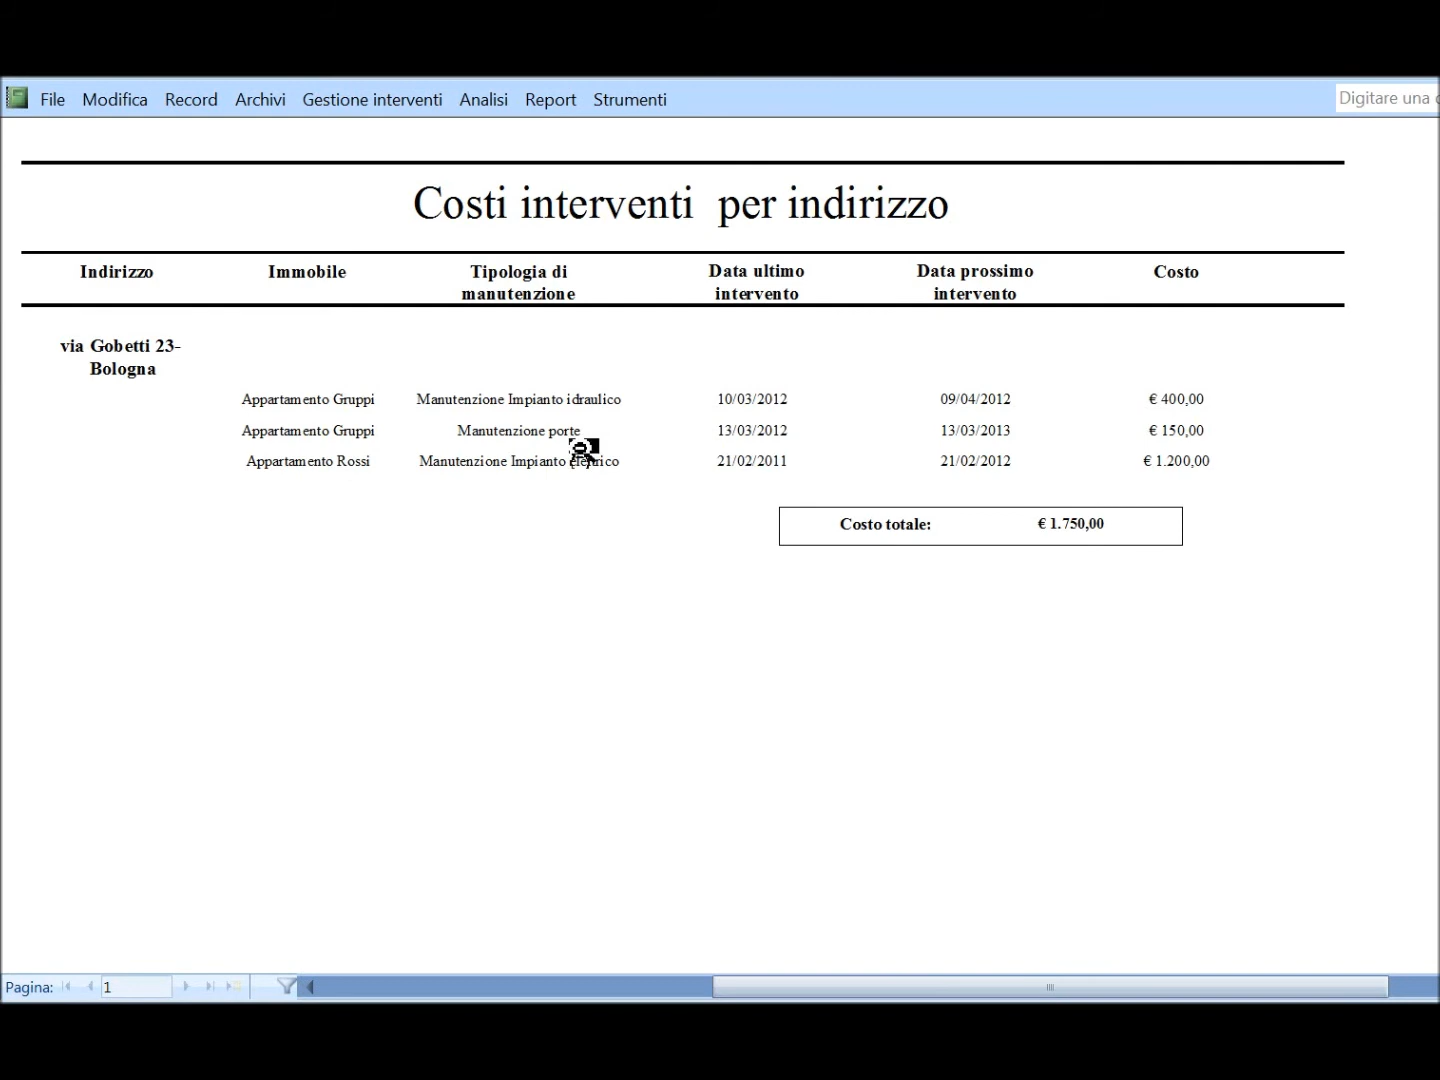 File Modifica Record Archivi Gestione interventi Analisi Report Strumenti Digitare una
Costi interventi per indirizzo
Indirizzo Immobile Tipologia di manutenzione Data ultimo intervento Data prossimo intervento Costo
via Gobetti 23-
Bologna
Appartamento Gruppi Manutenzione Impianto idraulico 10/03/2012 09/04/2012 € 400,00
Appartamento Gruppi Manutenzione porte 13/03/2012 13/03/2013 € 150,00
Appartamento Rossi Manutenzione Impianto 21/02/2011 21/02/2012 € 1.200,00
Costo totale: € 1.750,00
Pagina: 1